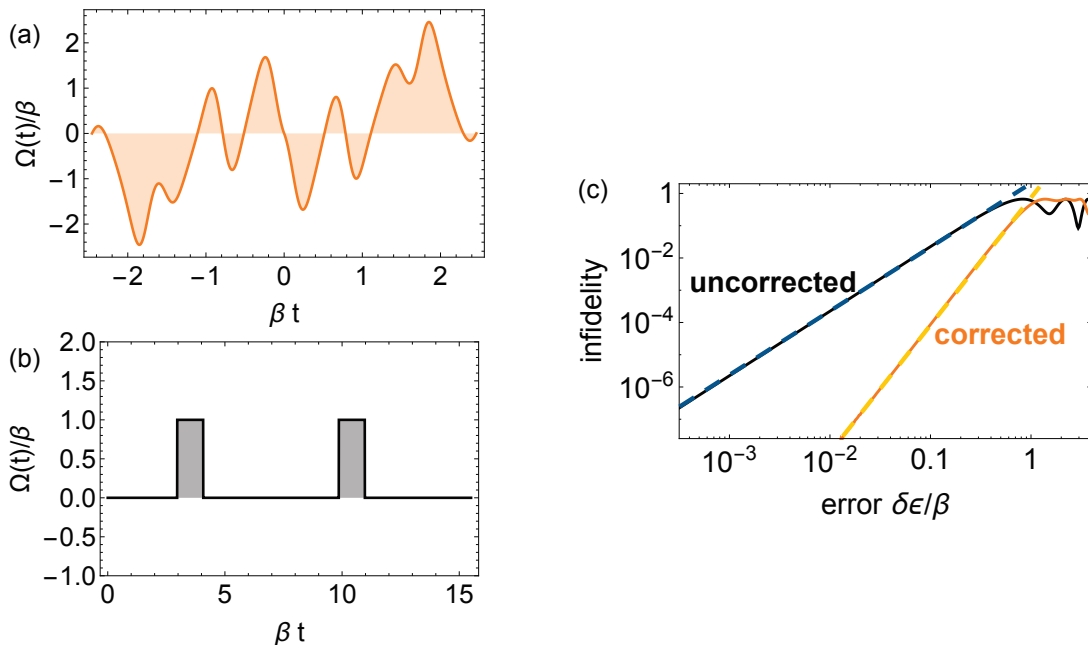 (a)
Ω(t)/β
2
1
0
−1
−2
−2 −1 0 1 2
β t
(b)
Ω(t)/β
2.0
1.5
1.0
0.5
0.0
−0.5
−1.0
0 5 10 15
β t
(c)
infidelity
1
10⁻²
10⁻⁴
10⁻⁶
uncorrected
corrected
10⁻³ 10⁻² 0.1 1
error δϵ/β